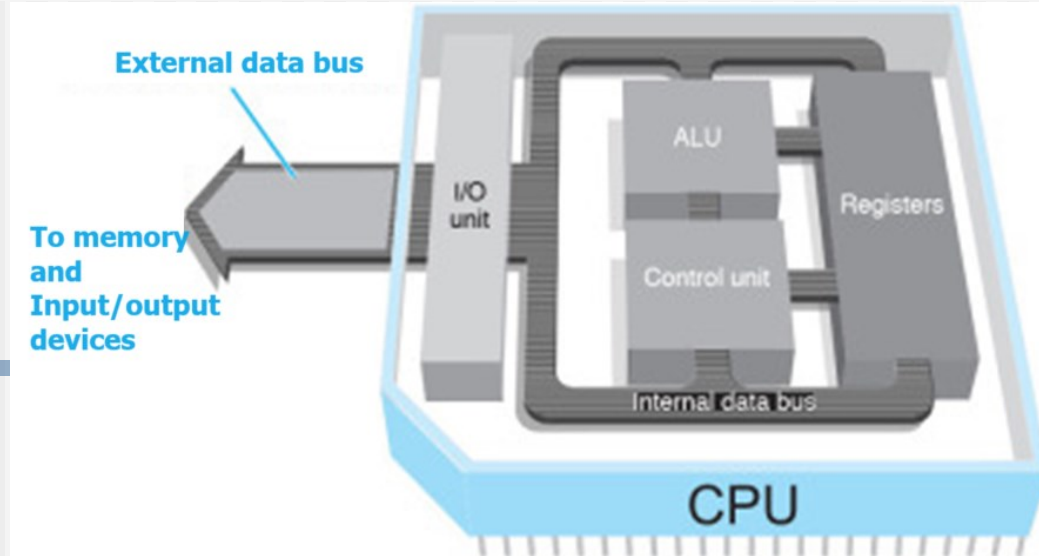 External data bus
To memory
and
Input/output
devices
I/O
unit
ALU
Control unit
Registers
Internal data bus
CPU